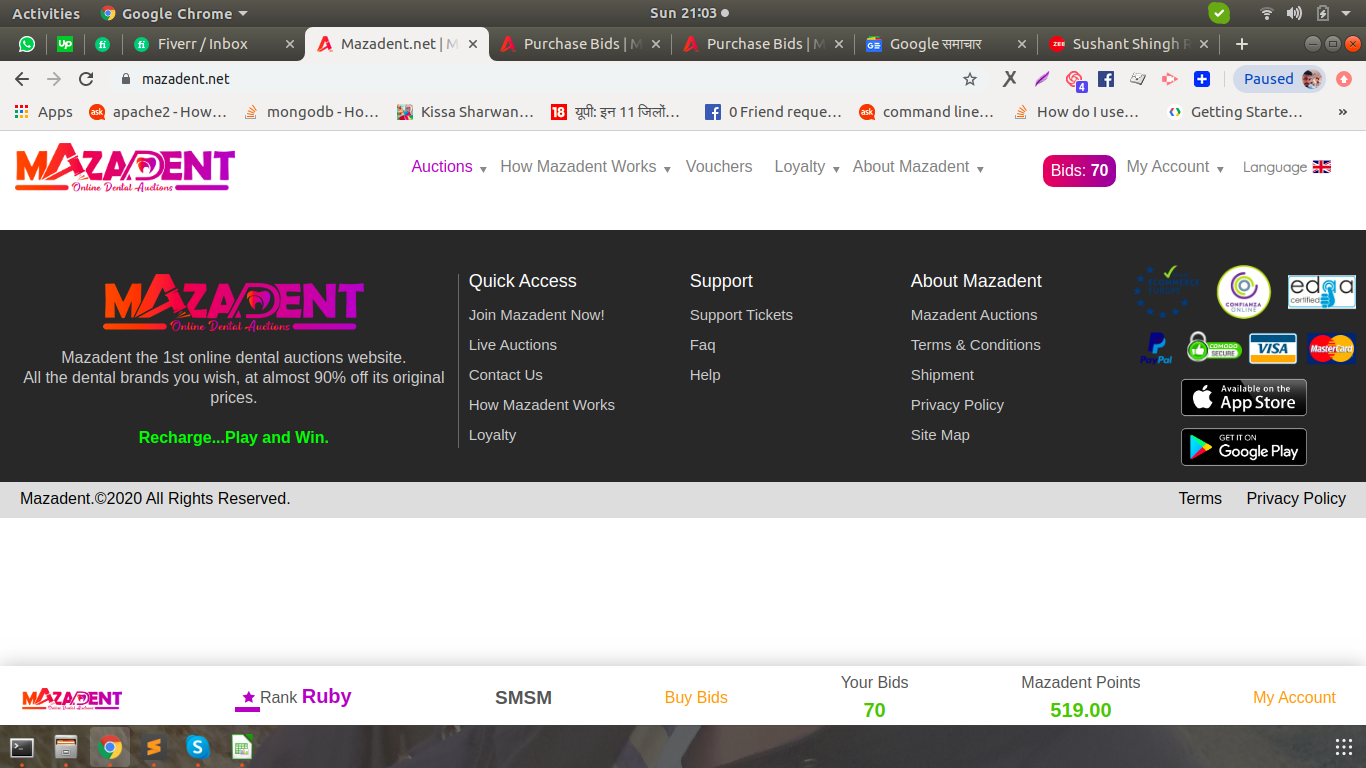 Activities Google Chrome Sun 21:03
Fiverr / Inbox Mazadent.net | M Purchase Bids | M Purchase Bids | M Google समाचार Sushant Shingh R
mazadent.net 4 Paused
Apps apache2 - How… mongodb - Ho… Kissa Sharwan… यूपी: इन 11 जिलों… 0 Friend reque… command line… How do I use… Getting Starte… »
MAZADENT
Online Dental Auctions
Auctions How Mazadent Works Vouchers Loyalty About Mazadent Bids: 70 My Account Language
MAZADENT
Online Dental Auctions
Mazadent the 1st online dental auctions website.
All the dental brands you wish, at almost 90% off its original
prices.
Recharge...Play and Win.
Quick Access
Join Mazadent Now!
Live Auctions
Contact Us
How Mazadent Works
Loyalty
Support
Support Tickets
Faq
Help
About Mazadent
Mazadent Auctions
Terms & Conditions
Shipment
Privacy Policy
Site Map
CONFIANZA
ONLINE
certified
PayPal
COMODO
SECURE
VISA
MasterCard
Available on the
App Store
GET IT ON
Google Play
Mazadent.©2020 All Rights Reserved. Terms Privacy Policy
MAZADENT
Rank Ruby
SMSM
Buy Bids
Your Bids
70
Mazadent Points
519.00
My Account